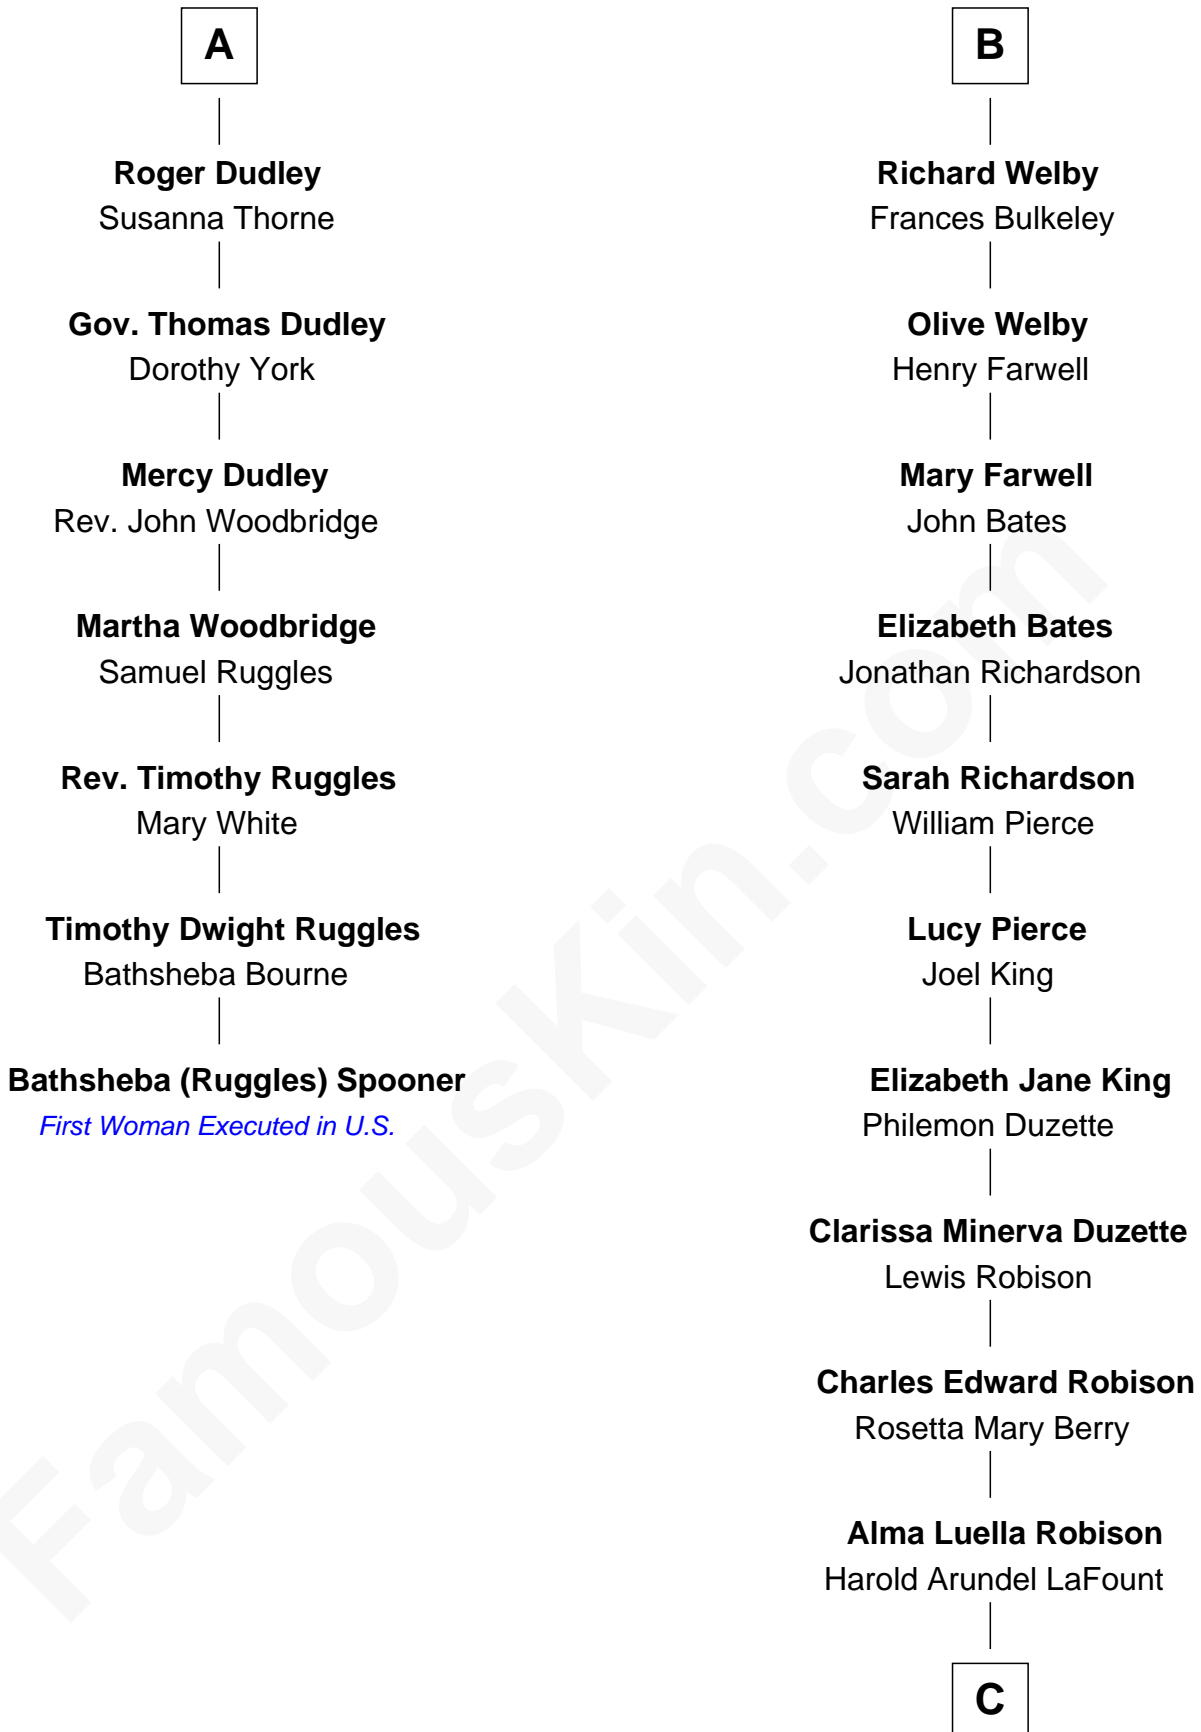 A
Roger Dudley
Susanna Thorne
Gov. Thomas Dudley
Dorothy York
Mercy Dudley
Rev. John Woodbridge
Martha Woodbridge
Samuel Ruggles
Rev. Timothy Ruggles
Mary White
Timothy Dwight Ruggles
Bathsheba Bourne
Bathsheba (Ruggles) Spooner
First Woman Executed in U.S.
B
Richard Welby
Frances Bulkeley
Olive Welby
Henry Farwell
Mary Farwell
John Bates
Elizabeth Bates
Jonathan Richardson
Sarah Richardson
William Pierce
Lucy Pierce
Joel King
Elizabeth Jane King
Philemon Duzette
Clarissa Minerva Duzette
Lewis Robison
Charles Edward Robison
Rosetta Mary Berry
Alma Luella Robison
Harold Arundel LaFount
C
FamousKin.com